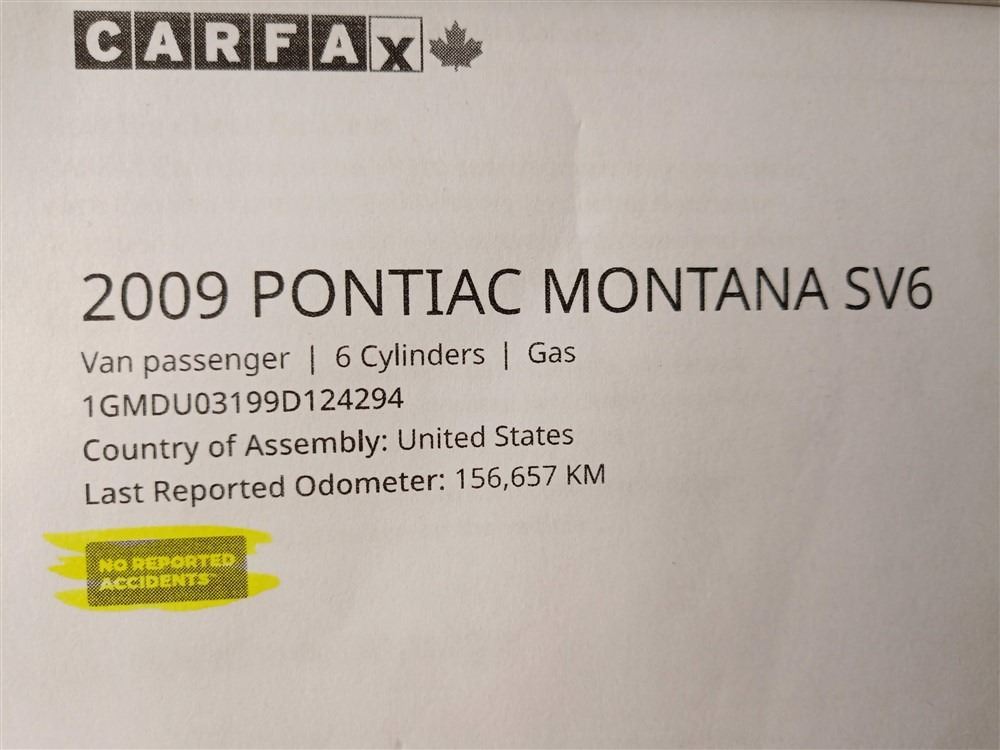 CARFAX
2009 PONTIAC MONTANA SV6
Van passenger | 6 Cylinders | Gas
1GMDU03199D124294
Country of Assembly: United States
Last Reported Odometer: 156,657 KM
NO REPORTED
ACCIDENTS